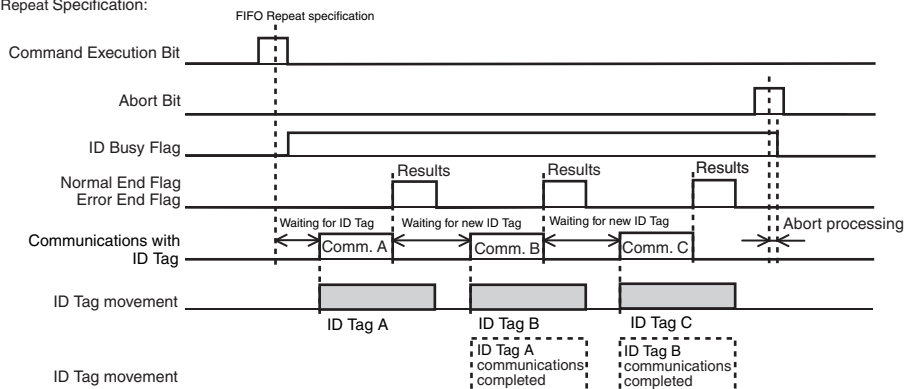 Repeat Specification:
FIFO Repeat specification
Command Execution Bit
Abort Bit
ID Busy Flag
Normal End Flag
Error End Flag
Results
Results
Results
Waiting for ID Tag
Waiting for new ID Tag
Waiting for new ID Tag
Abort processing
Communications with
ID Tag
Comm. A
Comm. B
Comm. C
ID Tag movement
ID Tag A
ID Tag B
ID Tag C
ID Tag movement
ID Tag A
communications
completed
ID Tag B
communications
completed